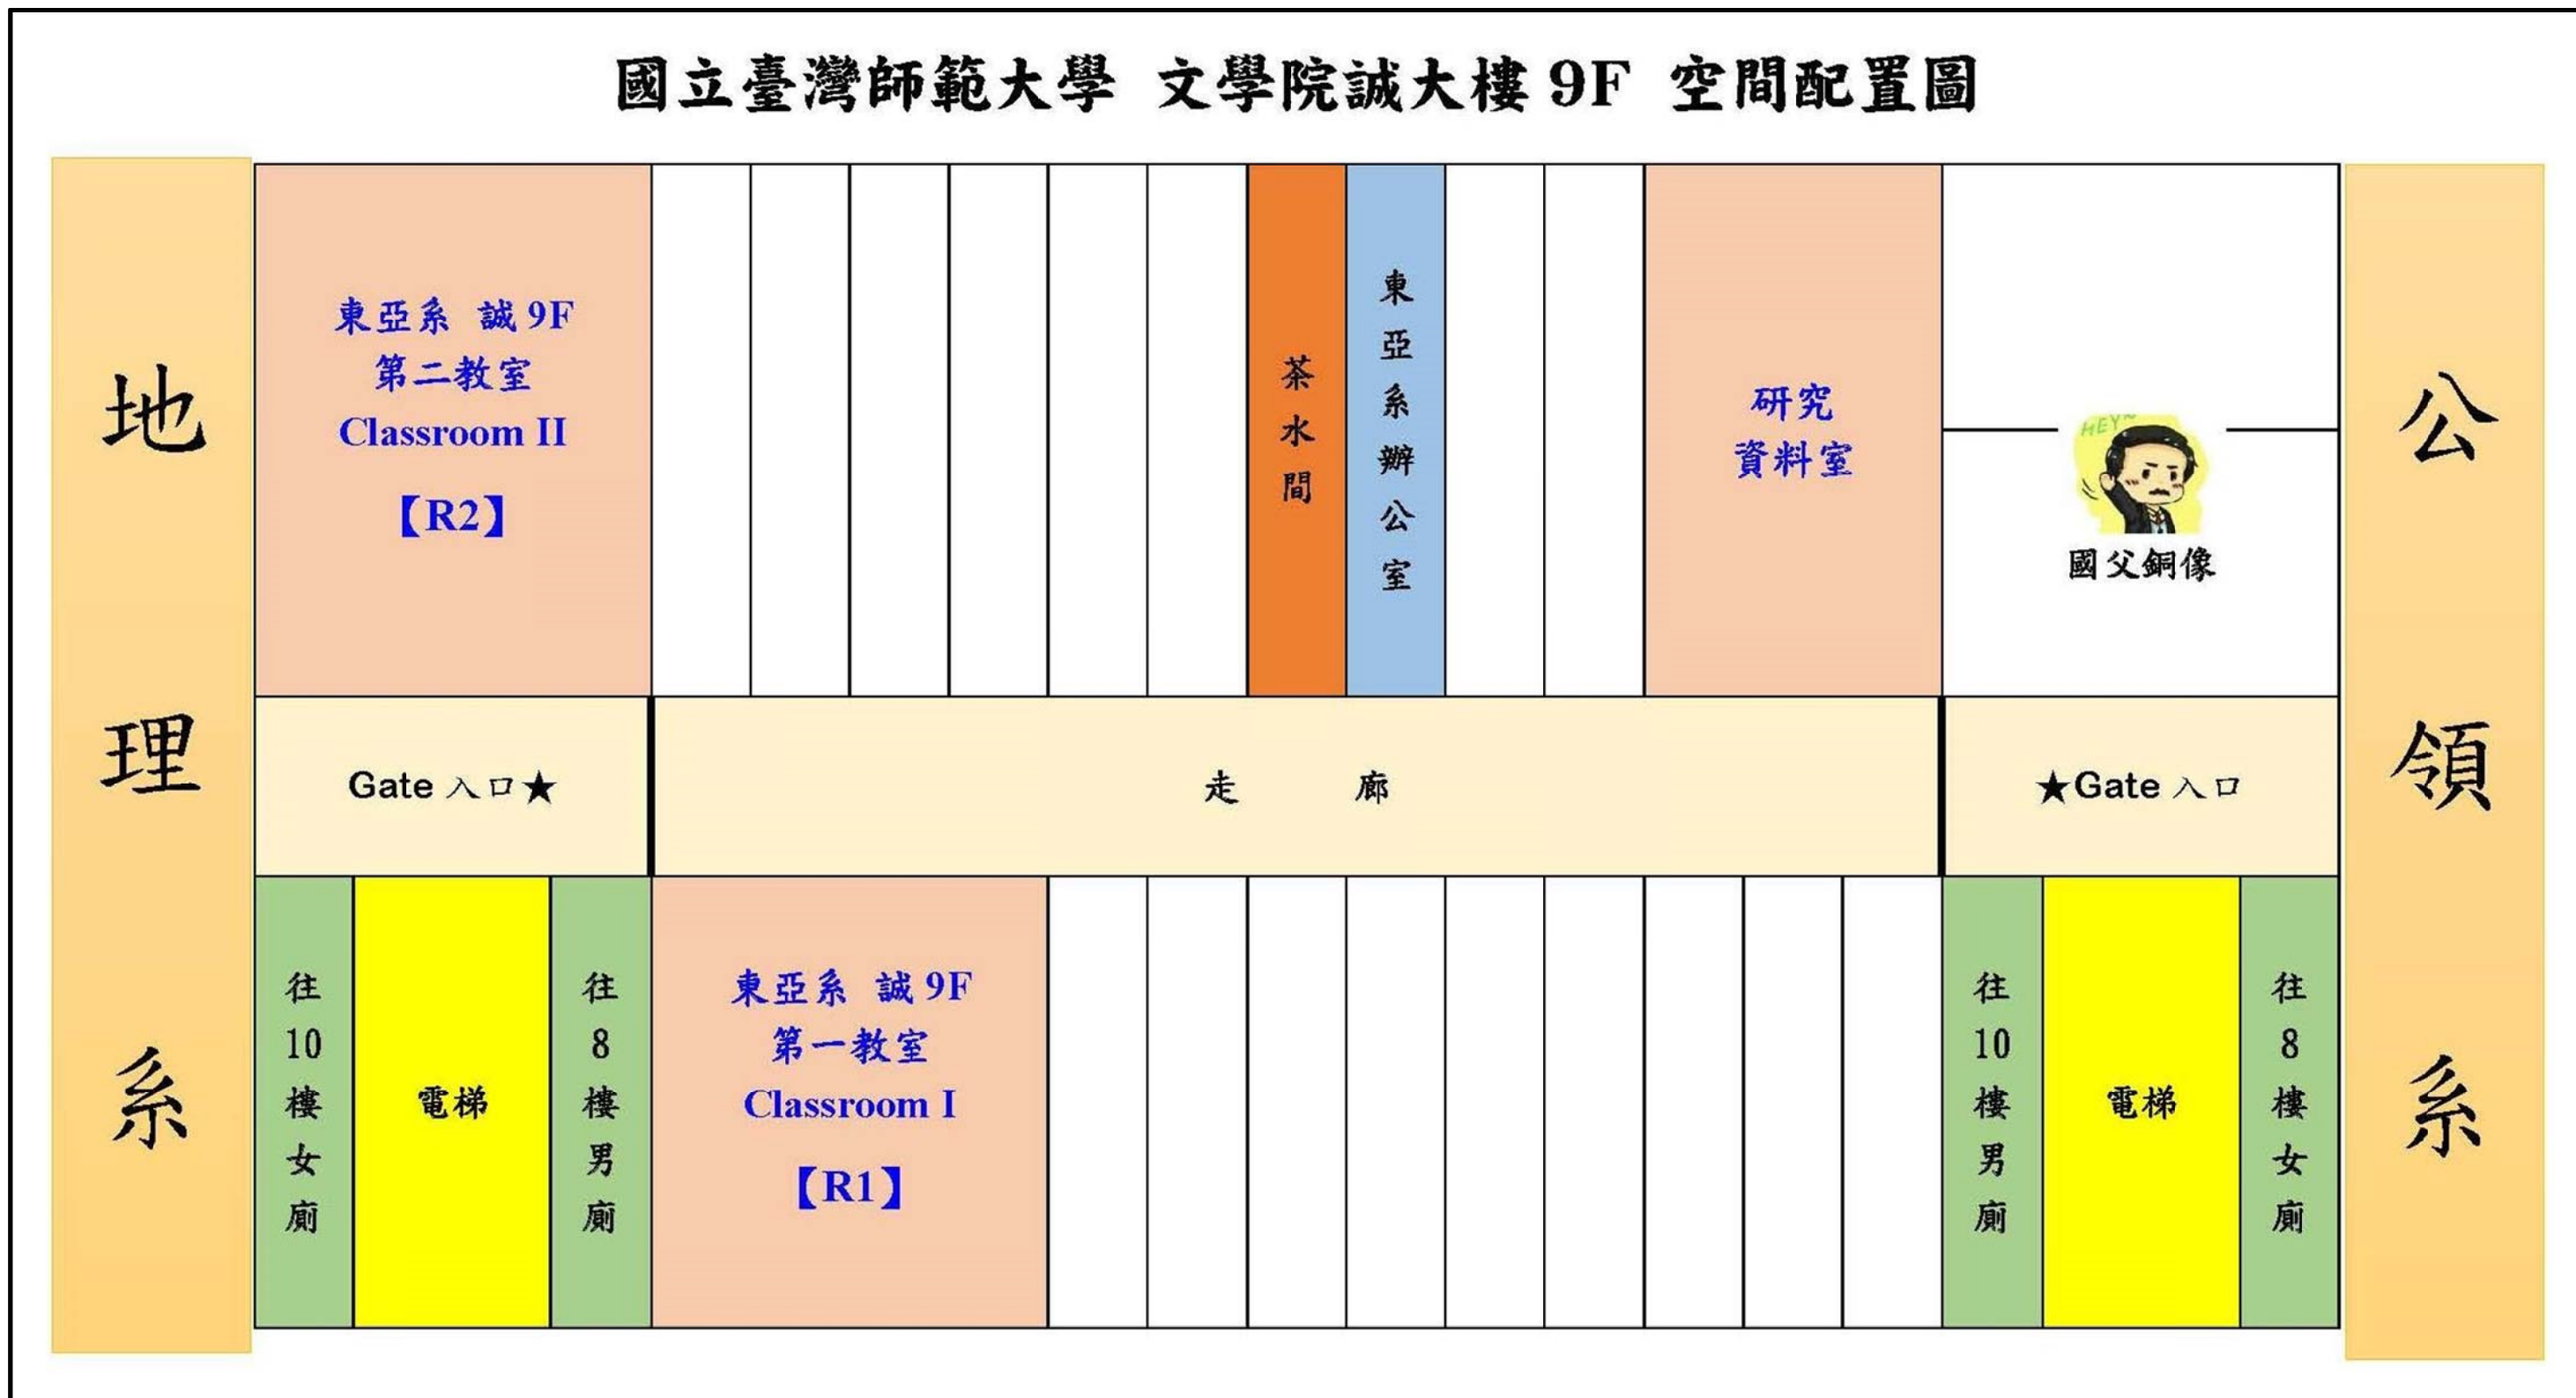 國立臺灣師範大學 文學院誠大樓 9F 空間配置圖
地理系
東亞系 誠 9F
第二教室
Classroom II
【R2】
茶水間
東亞系辦公室
研究
資料室
HEY~
國父銅像
公領系
Gate 入口★
走 廊
★Gate 入口
往10樓女廁
電梯
往8樓男廁
東亞系 誠 9F
第一教室
Classroom I
【R1】
往10樓男廁
電梯
往8樓女廁